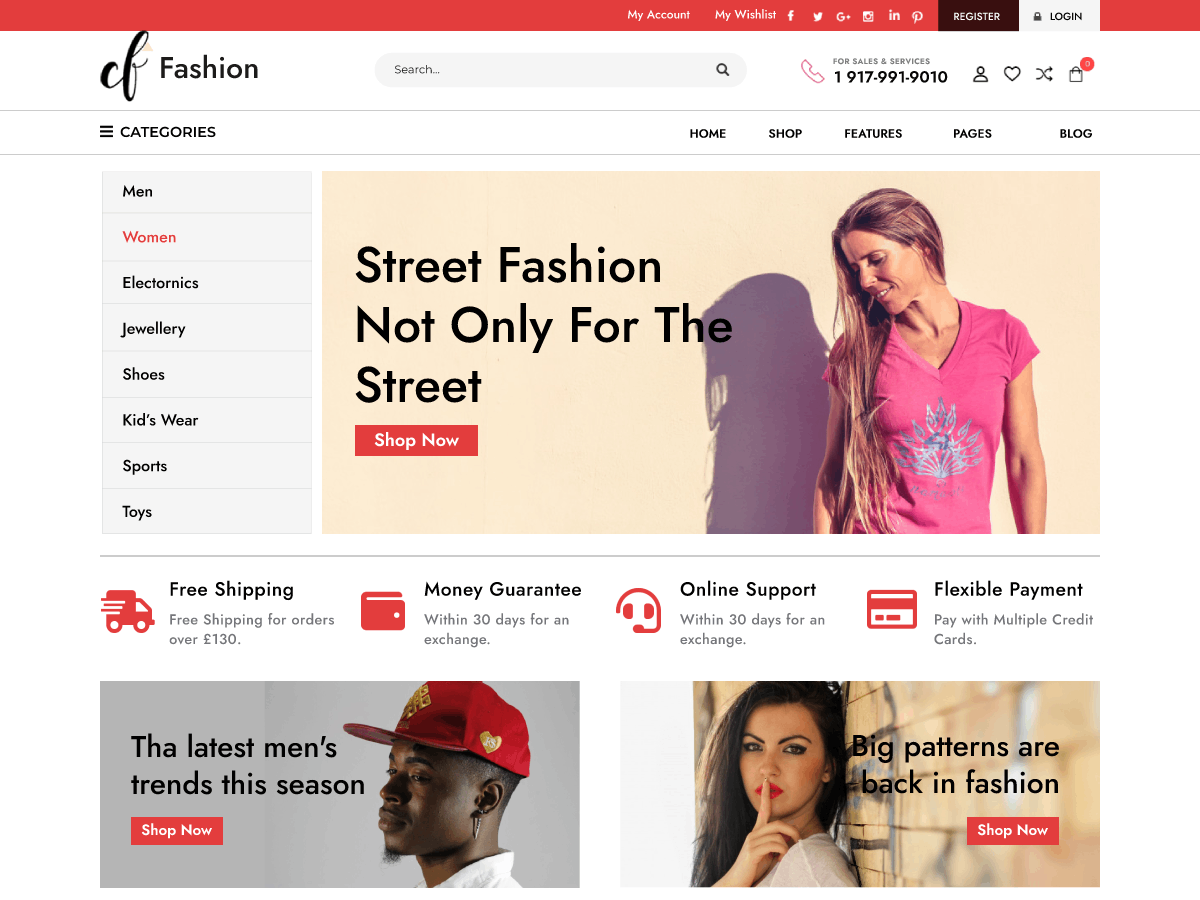 My Account My Wishlist REGISTER LOGIN
cf Fashion
Search...
FOR SALES & SERVICES
1 917-991-9010
0
CATEGORIES
HOME SHOP FEATURES PAGES BLOG
Men
Women
Electornics
Jewellery
Shoes
Kid’s Wear
Sports
Toys
Street Fashion
Not Only For The
Street
Shop Now
Free Shipping
Free Shipping for orders
over £130.
Money Guarantee
Within 30 days for an
exchange.
Online Support
Within 30 days for an
exchange.
Flexible Payment
Pay with Multiple Credit
Cards.
Tha latest men's
trends this season
Shop Now
Big patterns are
back in fashion
Shop Now